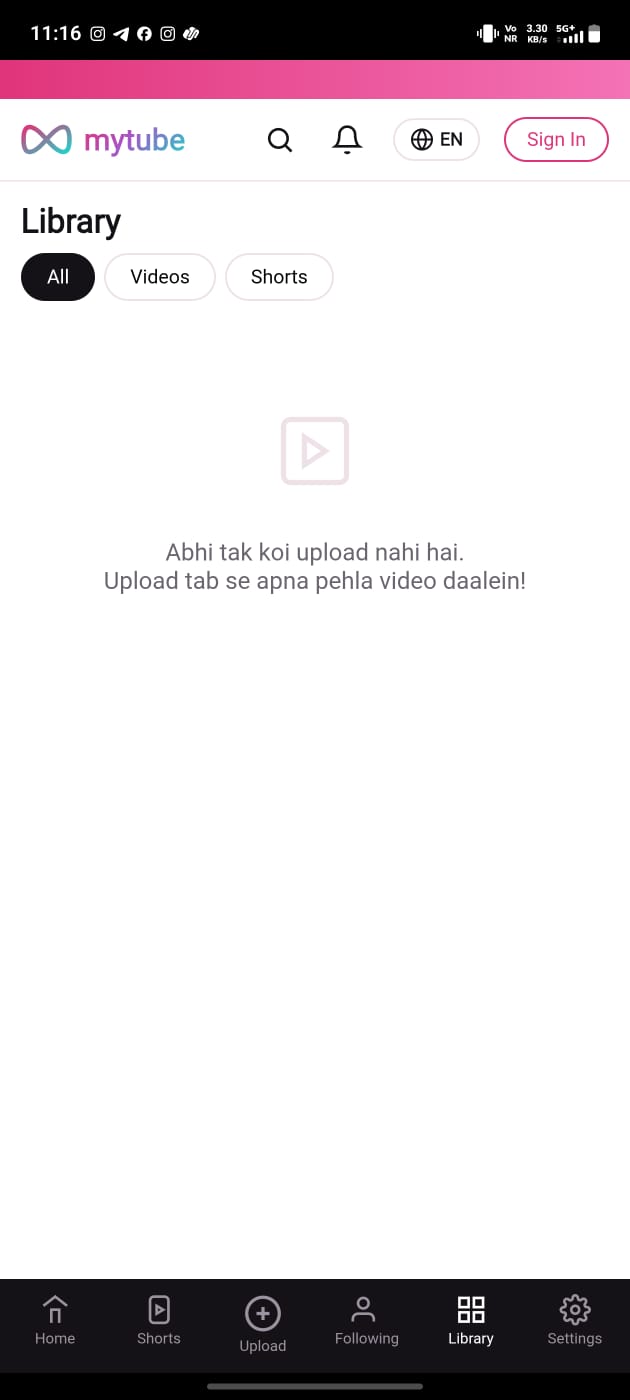 11:16
Vo
NR
3.30
KB/s
5G+
mytube
EN
Sign In
Library
All
Videos
Shorts
Abhi tak koi upload nahi hai.
Upload tab se apna pehla video daalein!
Home
Shorts
Upload
Following
Library
Settings